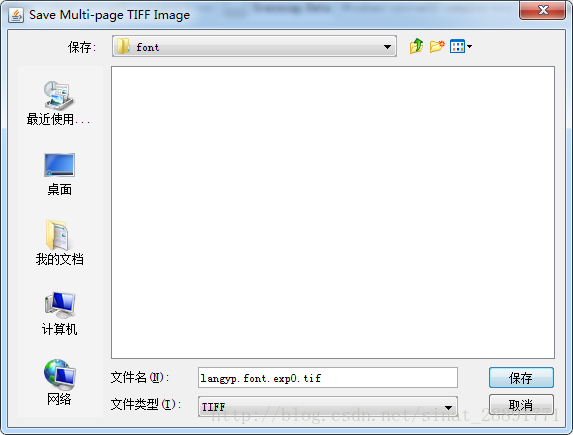 Save Multi-page TIFF Image
保存:
font
最近使用...
桌面
我的文档
计算机
网络
文件名(N):
langyp.font.exp0.tif
保存
文件类型(T):
TIFF
取消